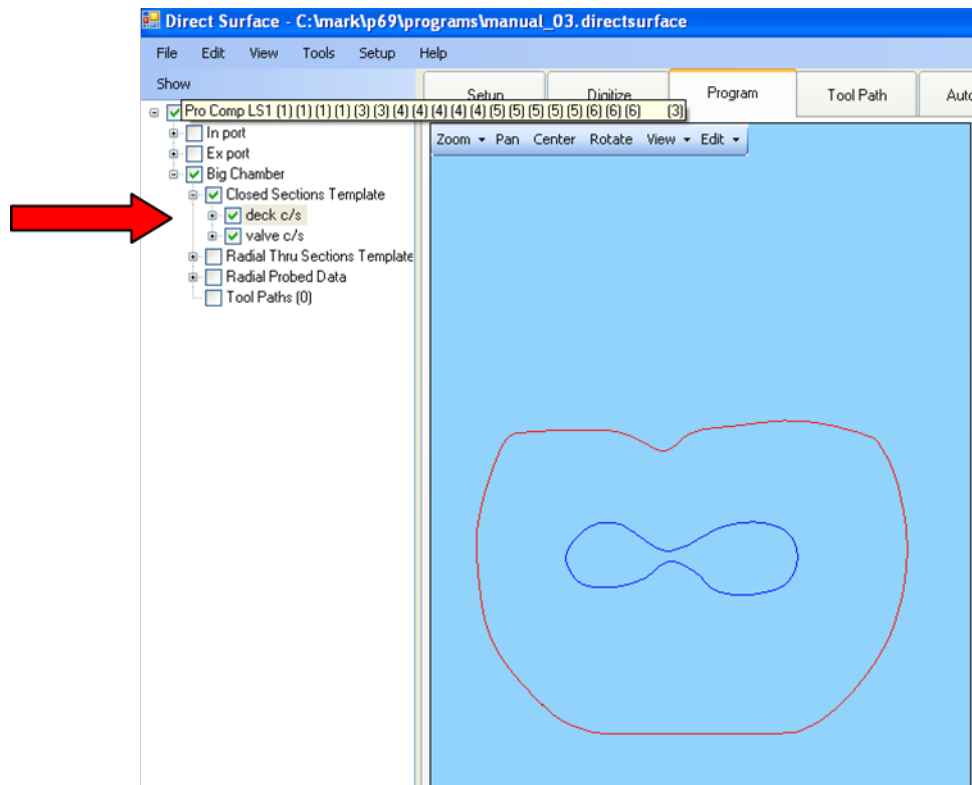 Direct Surface - C:\mark\p69\programs\manual_03.directsurface
File Edit View Tools Setup Help
Show
Setup Digitize Program Tool Path
Pro Comp LS1 (1) (1) (1) (1) (3) (3) (4) (4) (4) (4) (4) (5) (5) (5) (5) (5) (6) (6) (6) (3)
In port
Ex port
Big Chamber
Closed Sections Template
deck c/s
valve c/s
Radial Thru Sections Template
Radial Probed Data
Tool Paths (0)
Zoom Pan Center Rotate View Edit